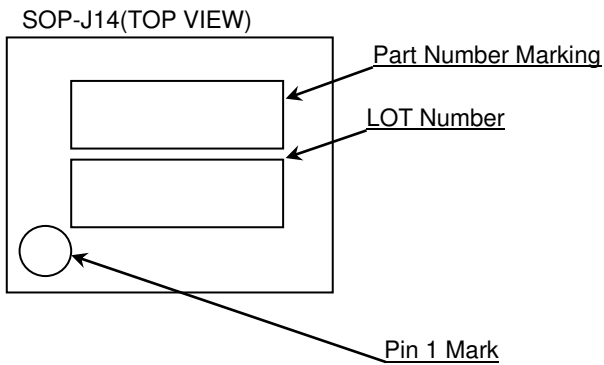 SOP-J14(TOP VIEW)
Part Number Marking
LOT Number
Pin 1 Mark